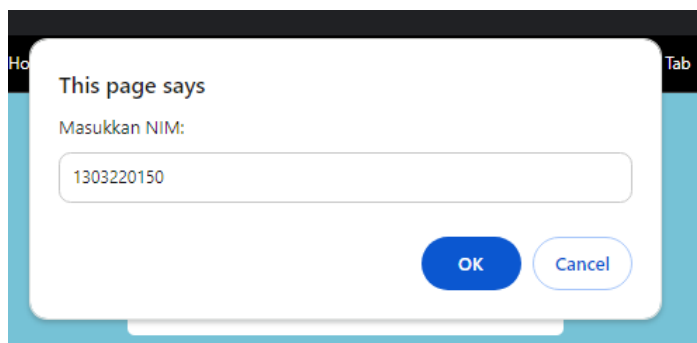 Ho
Tab
This page says
Masukkan NIM:
1303220150
OK
Cancel